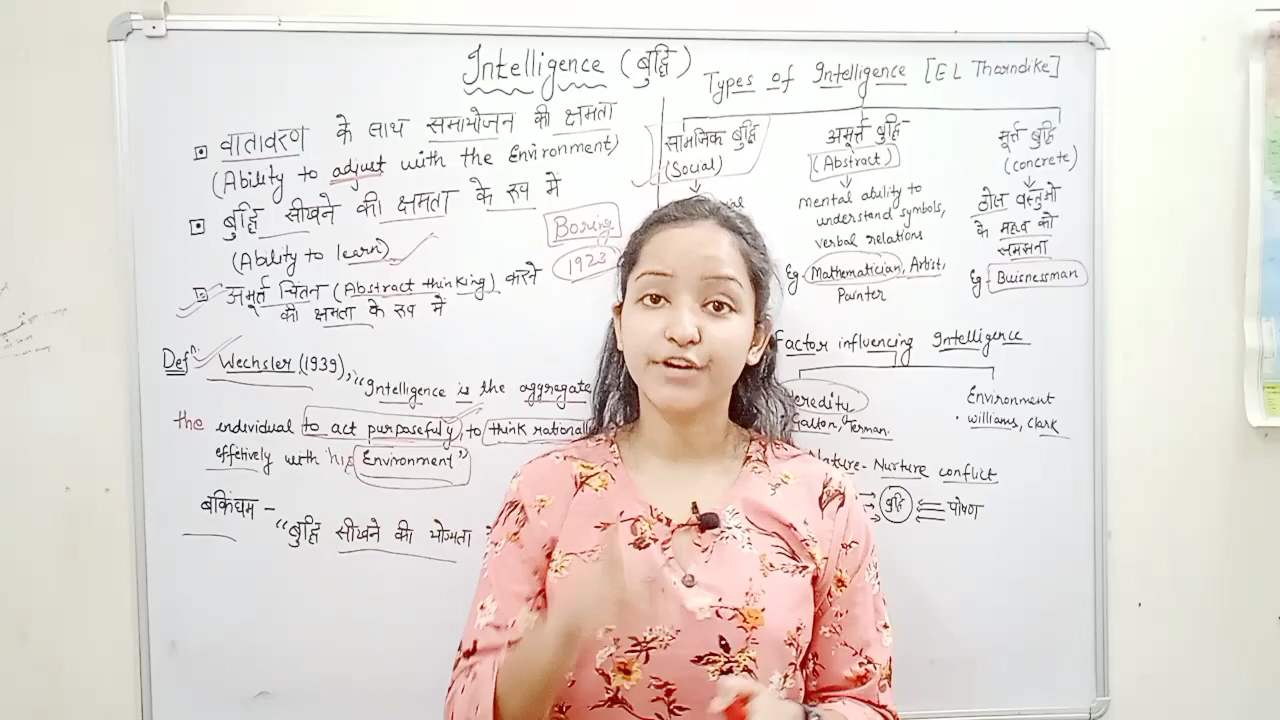 Intelligence (बुद्धि)
वातावरण के साथ समायोजन की क्षमता
(Ability to adjust with the Environment)
बुद्धि सीखने की क्षमता के रूप में
(Ability to learn)
Boring
1923
अमूर्त चिंतन (Abstract thinking) करने
की क्षमता के रूप में
Defⁿ. Wechsler (1939), "Intelligence is the aggregate
the individual to act purposefully, to think rational
effetively with his Environment"
बकिंघम -
"बुद्धि सीखने की योग्यता
Types of Intelligence [E L Thorndike]
सामाजिक बुद्धि
(Social)
अमूर्त्त बुद्धि
(Abstract)
mental ability to
understand symbols,
verbal relations
Eg Mathematician, Artist,
Painter
मूर्त्त बुद्धि
(concrete)
ठोस वस्तुओ
के महत्व को
समझना
Eg Buisnessman
Factor influencing Intelligence
Heredity
Galton, Terman.
Environment
williams, Clark
Nature-Nurture conflict
बुद्धि
पोषण